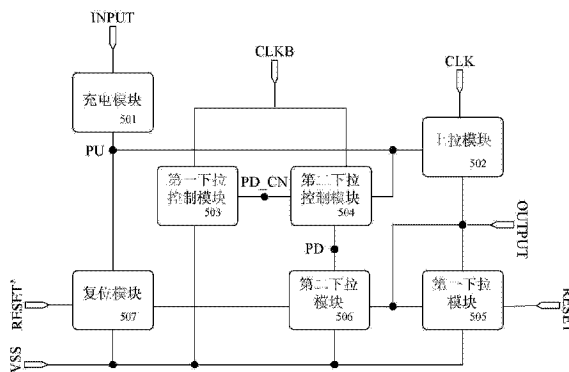 INPUT
CLKB
CLK
充电模块
501
上拉模块
502
PU
第一下拉
控制模块
503
PD_CN
第二下拉
控制模块
504
OUTPUT
PD
RESET'
复位模块
507
第二下拉
模块
506
第一下拉
模块
505
RESET
VSS